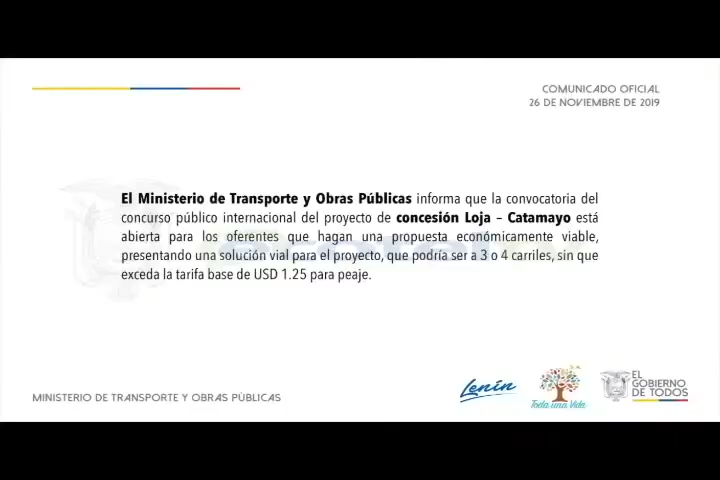 COMUNICADO OFICIAL
26 DE NOVIEMBRE DE 2019
El Ministerio de Transporte y Obras Públicas informa que la convocatoria del
concurso público internacional del proyecto de concesión Loja – Catamayo está
abierta para los oferentes que hagan una propuesta económicamente viable,
presentando una solución vial para el proyecto, que podría ser a 3 o 4 carriles, sin que
exceda la tarifa base de USD 1.25 para peaje.
MINISTERIO DE TRANSPORTE Y OBRAS PÚBLICAS
Lenín
Toda una Vida
EL
GOBIERNO
DE TODOS